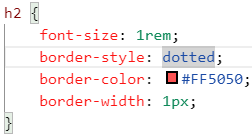 h2 {
font-size: 1rem;
border-style: dotted;
border-color: #FF5050;
border-width: 1px;
}